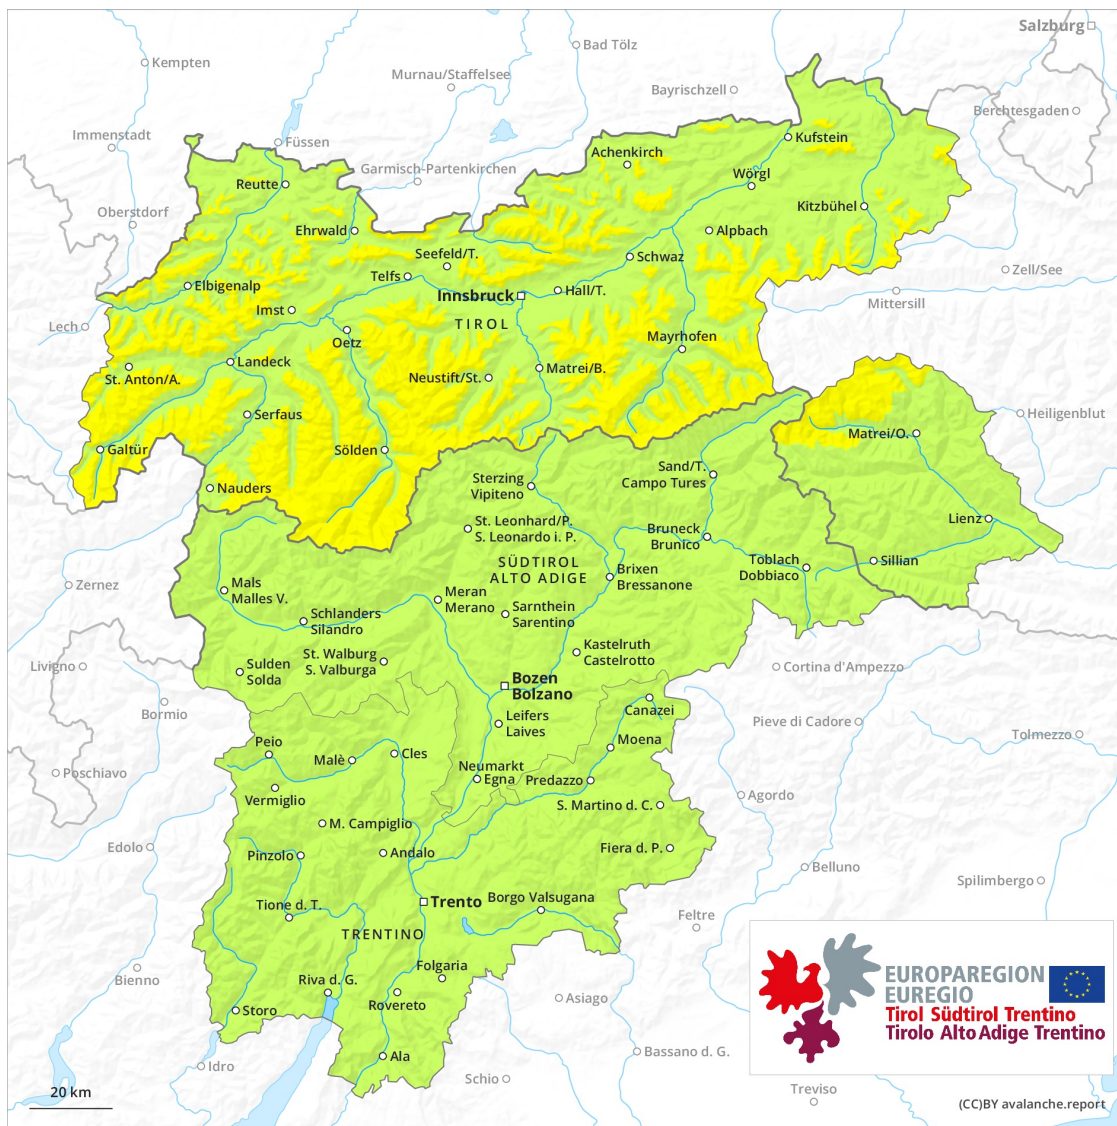 Salzburg
Bad Tölz
Kempten
Murnau/Staffelsee
Bayrischzell
Berchtesgaden
Immenstadt
Füssen
Kufstein
Achenkirch
Garmisch-Partenkirchen
Wörgl
Reutte
Oberstdorf
Kitzbühel
Ehrwald
Alpbach
Seefeld/T.
Schwaz
Telfs
Zell/See
Elbigenalp
Innsbruck
Hall/T.
Mittersill
Imst
TIROL
Lech
Oetz
Mayrhofen
Landeck
Matrei/B.
St. Anton/A.
Neustift/St.
Serfaus
Heiligenblut
Matrei/O.
Galtür
Sölden
Sand/T.
Campo Tures
Sterzing
Vipiteno
Nauders
Lienz
St. Leonhard/P.
S. Leonardo i. P.
Bruneck
Brunico
SÜDTIROL
ALTO ADIGE
Toblach
Dobbiaco
Sillian
Brixen
Bressanone
Zernez
Mals
Malles V.
Meran
Merano
Sarnthein
Sarentino
Schlanders
Silandro
Kastelruth
Castelrotto
St. Walburg
S. Valburga
Livigno
Sulden
Solda
Cortina d'Ampezzo
Bozen
Bolzano
Bormio
Canazei
Leifers
Laives
Pieve di Cadore
Tolmezzo
Peio
Moena
Cles
Malè
Poschiavo
Neumarkt
Egna
Predazzo
Vermiglio
Agordo
S. Martino d. C.
M. Campiglio
Edolo
Pinzolo
Andalo
Fiera d. P.
Belluno
Spilimbergo
Tione d. T.
Trento
Borgo Valsugana
Feltre
TRENTINO
Folgaria
Bienno
Riva d. G.
EUROPAREGION
EUREGIO
Tirol Südtirol Trentino
Tirolo Alto Adige Trentino
Asiago
Rovereto
Storo
Ala
Bassano d. G.
Idro
Schio
Treviso
20 km
(CC)BY avalanche.report